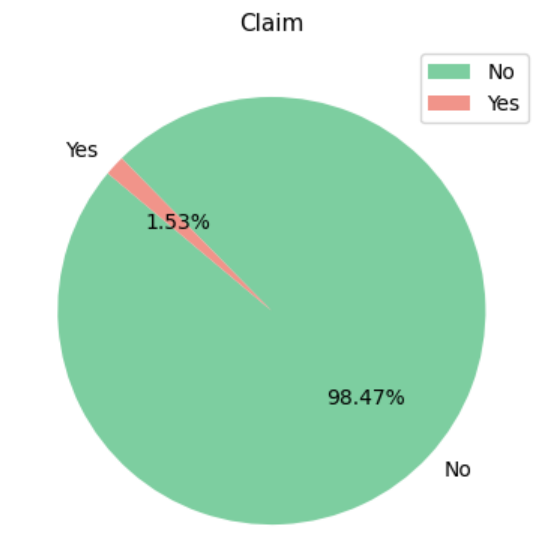 Claim
No
Yes
Yes
1.53%
98.47%
No